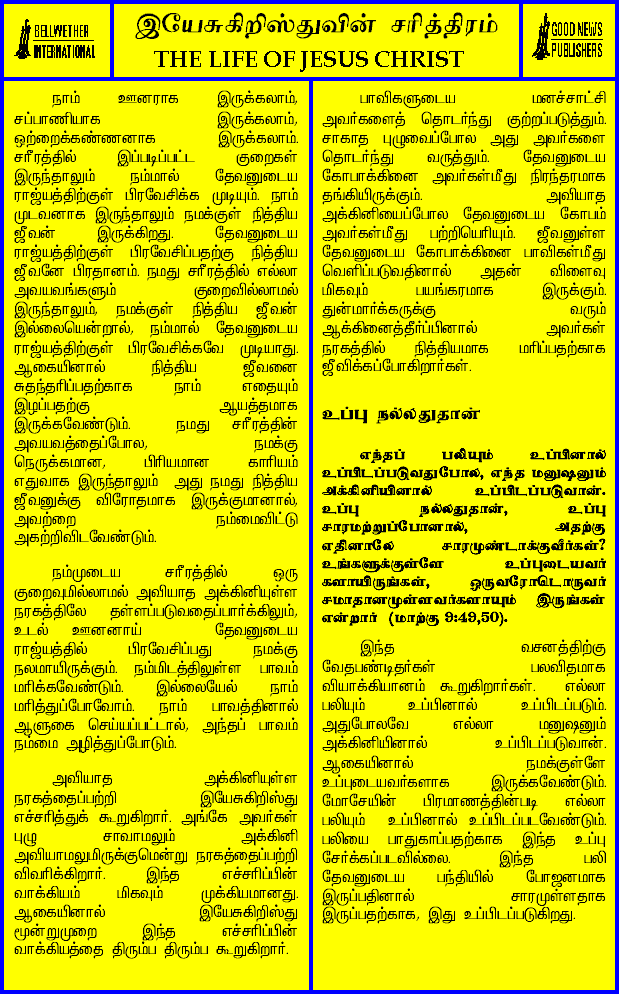 BELLWETHER
INTERNATIONAL
இயேசுகிறிஸ்துவின் சரித்திரம்
THE LIFE OF JESUS CHRIST
GOOD NEWS
PUBLISHERS
நாம் ஊனராக இருக்கலாம்,
சப்பாணியாக இருக்கலாம்,
ஒற்றைக்கண்ணனாக இருக்கலாம்.
சரீரத்தில் இப்படிப்பட்ட குறைகள்
இருந்தாலும் நம்மால் தேவனுடைய
ராஜ்யத்திற்குள் பிரவேசிக்க முடியும். நாம்
முடவனாக இருந்தாலும் நமக்குள் நித்திய
ஜீவன் இருக்கிறது. தேவனுடைய
ராஜ்யத்திற்குள் பிரவேசிப்பதற்கு நித்திய
ஜீவனே பிரதானம். நமது சரீரத்தில் எல்லா
அவயவங்களும் குறைவில்லாமல்
இருந்தாலும், நமக்குள் நித்திய ஜீவன்
இல்லையென்றால், நம்மால் தேவனுடைய
ராஜ்யத்திற்குள் பிரவேசிக்கவே முடியாது.
ஆகையினால் நித்திய ஜீவனை
சுதந்தரிப்பதற்காக நாம் எதையும்
இழப்பதற்கு ஆயத்தமாக
இருக்கவேண்டும். நமது சரீரத்தின்
அவயவத்தைப்போல, நமக்கு
நெருக்கமான, பிரியமான காரியம்
எதுவாக இருந்தாலும் அது நமது நித்திய
ஜீவனுக்கு விரோதமாக இருக்குமானால்,
அவற்றை நம்மைவிட்டு
அகற்றிவிடவேண்டும்.
நம்முடைய சரீரத்தில் ஒரு
குறைவுமில்லாமல் அவியாத அக்கினியுள்ள
நரகத்திலே தள்ளப்படுவதைப்பார்க்கிலும்,
உடல் ஊனனாய் தேவனுடைய
ராஜ்யத்தில் பிரவேசிப்பது நமக்கு
நலமாயிருக்கும். நம்மிடத்திலுள்ள பாவம்
மரிக்கவேண்டும். இல்லையேல் நாம்
மரித்துப்போவோம். நாம் பாவத்தினால்
ஆளுகை செய்யப்பட்டால், அந்தப் பாவம்
நம்மை அழித்துப்போடும்.
அவியாத அக்கினியுள்ள
நரகத்தைப்பற்றி இயேசுகிறிஸ்து
எச்சரித்துக் கூறுகிறார். அங்கே அவர்கள்
புழு சாவாமலும் அக்கினி
அவியாமலுமிருக்குமென்று நரகத்தைப்பற்றி
விவரிக்கிறார். இந்த எச்சரிப்பின்
வாக்கியம் மிகவும் முக்கியமானது.
ஆகையினால் இயேசுகிறிஸ்து
மூன்றுமுறை இந்த எச்சரிப்பின்
வாக்கியத்தை திரும்ப திரும்ப கூறுகிறார்.
பாவிகளுடைய மனச்சாட்சி
அவர்களைத் தொடர்ந்து குற்றப்படுத்தும்.
சாகாத புழுவைப்போல அது அவர்களை
தொடர்ந்து வருத்தும். தேவனுடைய
கோபாக்கினை அவர்கள்மீது நிரந்தரமாக
தங்கியிருக்கும். அவியாத
அக்கினியைப்போல தேவனுடைய கோபம்
அவர்கள்மீது பற்றியெரியும். ஜீவனுள்ள
தேவனுடைய கோபாக்கினை பாவிகள்மீது
வெளிப்படுவதினால் அதன் விளைவு
மிகவும் பயங்கரமாக இருக்கும்.
துன்மார்க்கருக்கு வரும்
ஆக்கினைத்தீர்ப்பினால் அவர்கள்
நரகத்தில் நித்தியமாக மரிப்பதற்காக
ஜீவிக்கப்போகிறார்கள்.
உப்பு நல்லதுதான்
எந்தப் பலியும் உப்பினால்
உப்பிடப்படுவதுபோல, எந்த மனுஷனும்
அக்கினியினால் உப்பிடப்படுவான்.
உப்பு நல்லதுதான், உப்பு
சாரமற்றுப்போனால், அதற்கு
எதினாலே சாரமுண்டாக்குவீர்கள்?
உங்களுக்குள்ளே உப்புடையவர்
களாயிருங்கள், ஒருவரோடொருவர்
சமாதானமுள்ளவர்களாயும் இருங்கள்
என்றார் (மாற்கு 9:49,50).
இந்த வசனத்திற்கு
வேதபண்டிதர்கள் பலவிதமாக
வியாக்கியானம் கூறுகிறார்கள். எல்லா
பலியும் உப்பினால் உப்பிடப்படும்.
அதுபோலவே எல்லா மனுஷனும்
அக்கினியினால் உப்பிடப்படுவான்.
ஆகையினால் நமக்குள்ளே
உப்புடையவர்களாக இருக்கவேண்டும்.
மோசேயின் பிரமாணத்தின்படி எல்லா
பலியும் உப்பினால் உப்பிடப்படவேண்டும்.
பலியை பாதுகாப்பதற்காக இந்த உப்பு
சேர்க்கப்படவில்லை. இந்த பலி
தேவனுடைய பந்தியில் போஜனமாக
இருப்பதினால் சாரமுள்ளதாக
இருப்பதற்காக, இது உப்பிடப்படுகிறது.